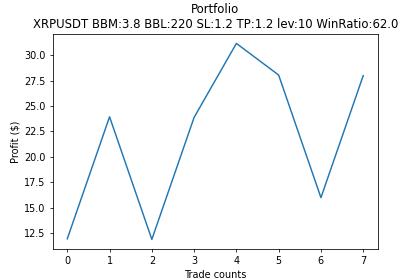 Portfolio
XRPUSDT BBM:3.8 BBL:220 SL:1.2 TP:1.2 lev:10 WinRatio:62.0
Profit ($)
30.0
27.5
25.0
22.5
20.0
17.5
15.0
12.5
0 1 2 3 4 5 6 7
Trade counts